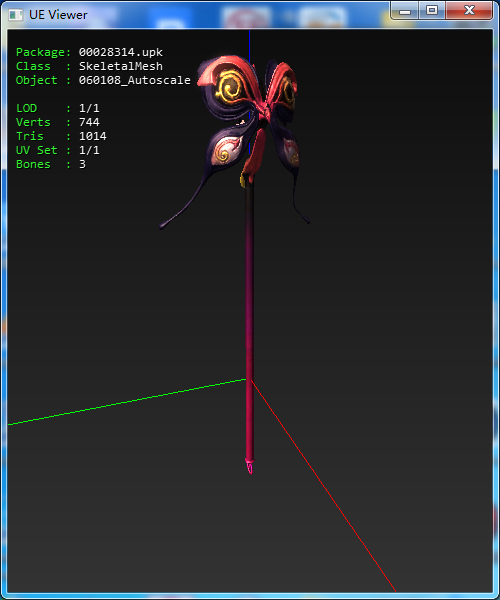 UE Viewer
Package: 00028314.upk
Class : SkeletalMesh
Object : 060108_Autoscale
LOD : 1/1
Verts : 744
Tris : 1014
UV Set : 1/1
Bones : 3